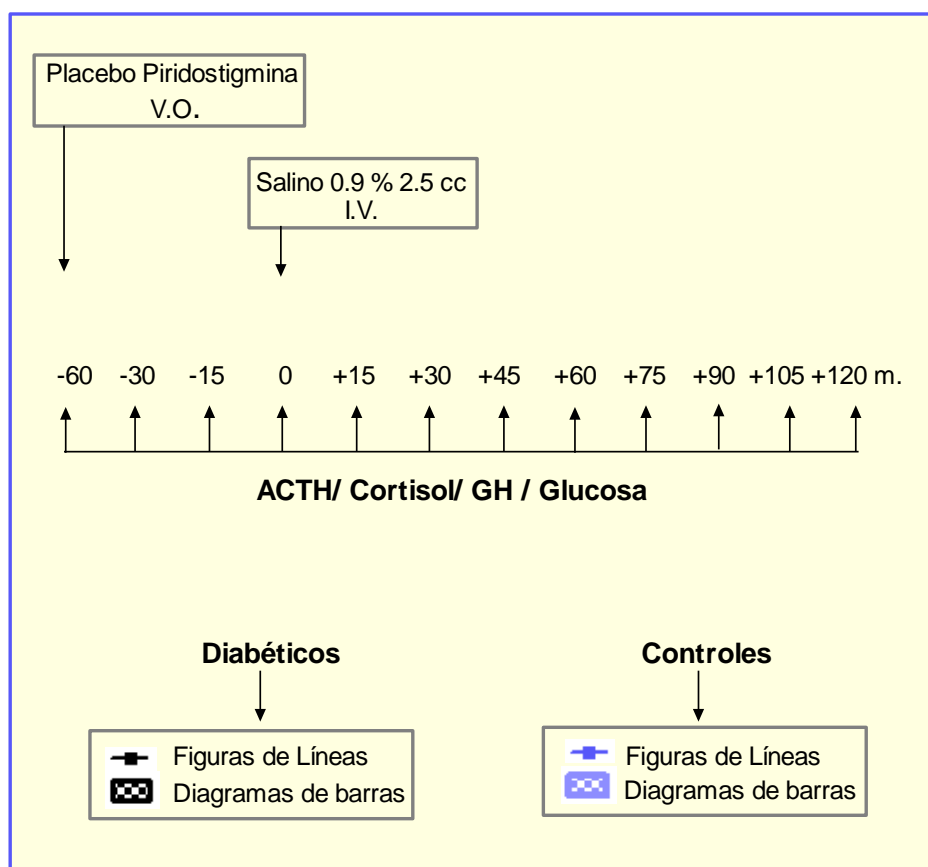 Placebo Piridostigmina
V.O.
Salino 0.9 % 2.5 cc
I.V.
-60 -30 -15 0 +15 +30 +45 +60 +75 +90 +105 +120 m.
ACTH/ Cortisol/ GH / Glucosa
Diabéticos
Controles
Figuras de Líneas
Diagramas de barras
Figuras de Líneas
Diagramas de barras